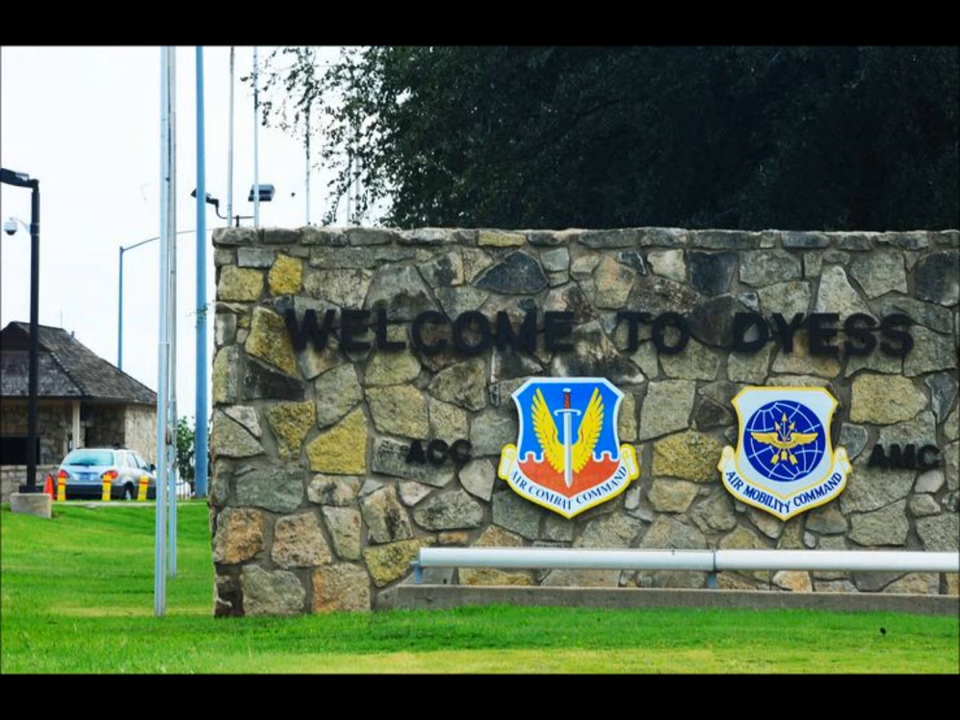 WELCOME TO DYESS
ACC
AIR COMBAT COMMAND
AIR MOBILITY COMMAND
AMC